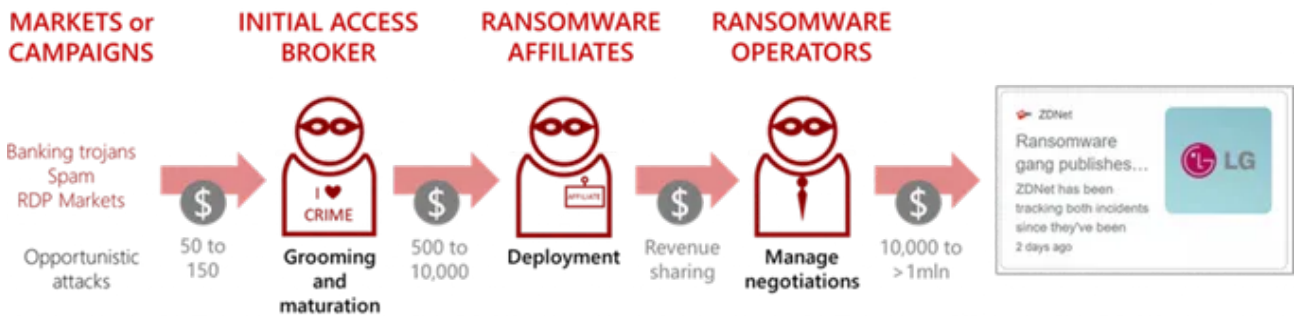 MARKETS or
CAMPAIGNS
INITIAL ACCESS
BROKER
RANSOMWARE
AFFILIATES
RANSOMWARE
OPERATORS
Banking trojans
Spam
RDP Markets
Opportunistic
attacks
$
50 to
150
I ♥
CRIME
Grooming
and
maturation
$
500 to
10,000
AFFILIATE
Deployment
$
Revenue
sharing
Manage
negotiations
$
10,000 to
>1mln
ZDNet
Ransomware
gang publishes...
ZDNet has been
tracking both incidents
since they've been
2 days ago
LG